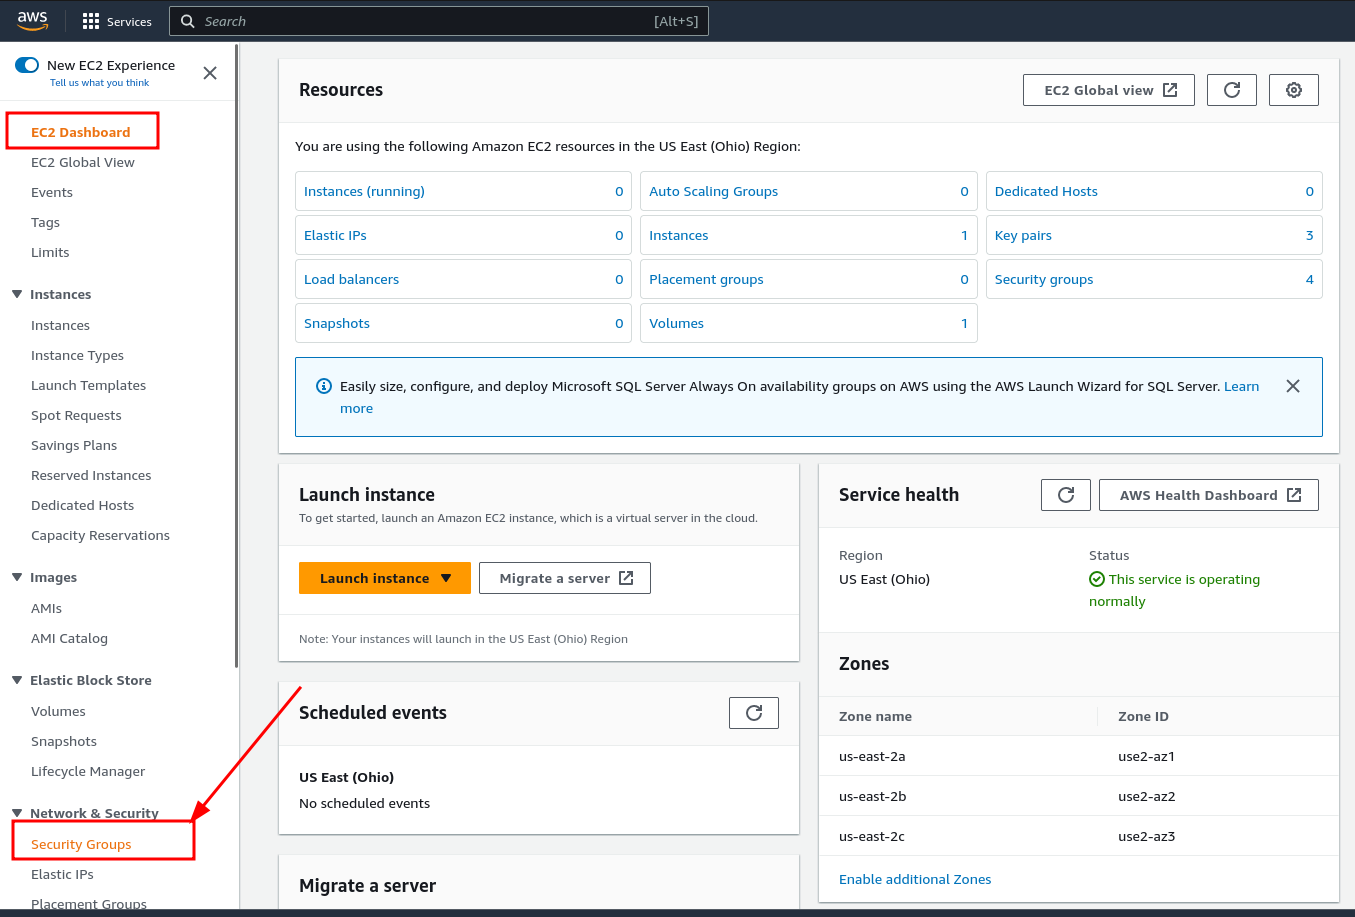 aws
Services
Search
[Alt+S]
New EC2 Experience
Tell us what you think
EC2 Dashboard
EC2 Global View
Events
Tags
Limits
Instances
Instances
Instance Types
Launch Templates
Spot Requests
Savings Plans
Reserved Instances
Dedicated Hosts
Capacity Reservations
Images
AMIs
AMI Catalog
Elastic Block Store
Volumes
Snapshots
Lifecycle Manager
Network & Security
Security Groups
Elastic IPs
Placement Groups
Resources
EC2 Global view
You are using the following Amazon EC2 resources in the US East (Ohio) Region:
Instances (running) 0
Auto Scaling Groups 0
Dedicated Hosts 0
Elastic IPs 0
Instances 1
Key pairs 3
Load balancers 0
Placement groups 0
Security groups 4
Snapshots 0
Volumes 1
Easily size, configure, and deploy Microsoft SQL Server Always On availability groups on AWS using the AWS Launch Wizard for SQL Server. Learn
more
Launch instance
To get started, launch an Amazon EC2 instance, which is a virtual server in the cloud.
Launch instance
Migrate a server
Note: Your instances will launch in the US East (Ohio) Region
Scheduled events
US East (Ohio)
No scheduled events
Migrate a server
Service health
AWS Health Dashboard
Region
Status
US East (Ohio)
This service is operating
normally
Zones
Zone name
Zone ID
us-east-2a
use2-az1
us-east-2b
use2-az2
us-east-2c
use2-az3
Enable additional Zones